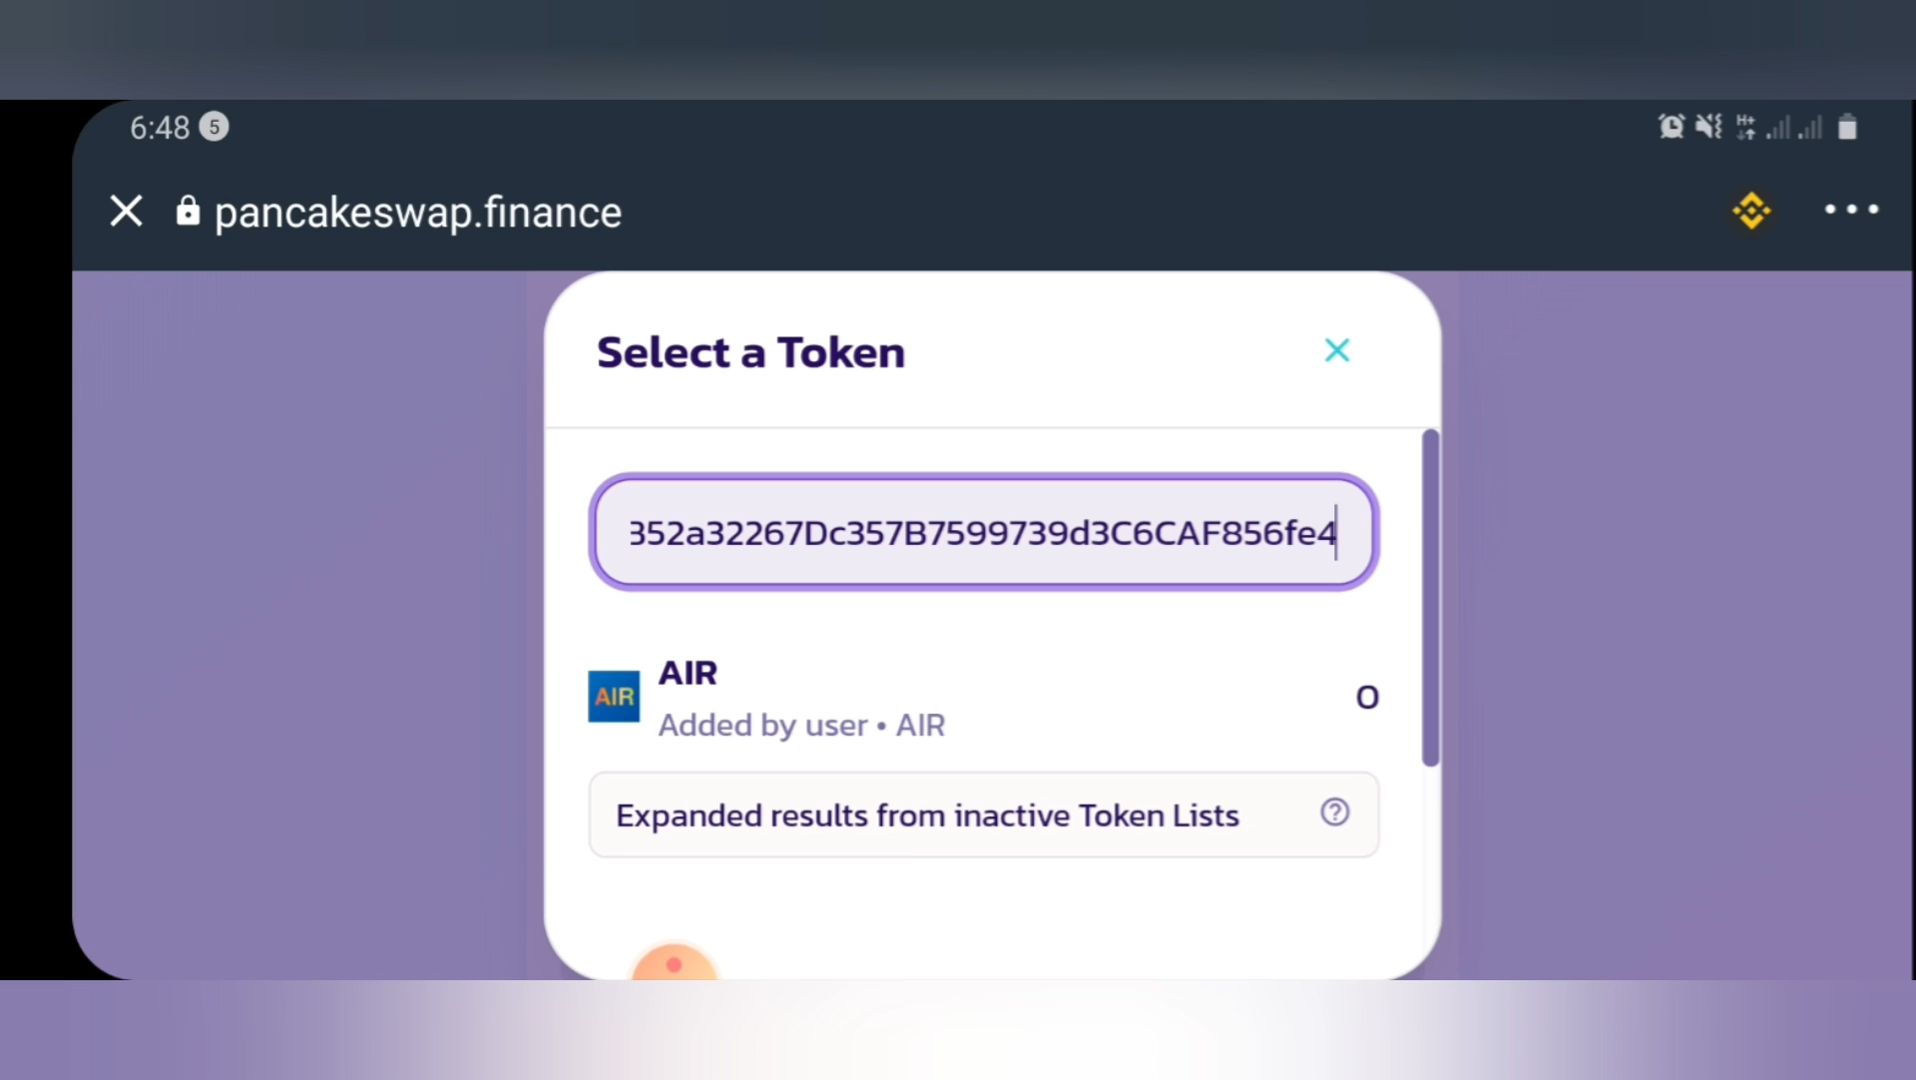 6:48 5
H+
pancakeswap.finance
Select a Token
352a32267Dc357B7599739d3C6CAF856fe4
AIR
AIR
0
Added by user • AIR
Expanded results from inactive Token Lists ?